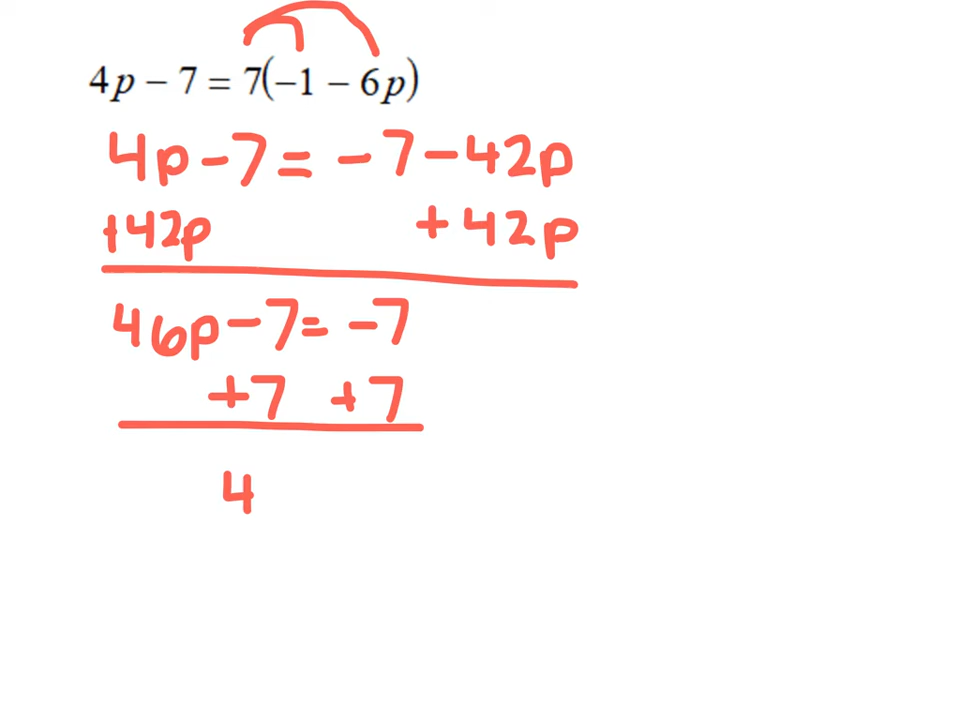 4p − 7 = 7(−1 − 6p)
4p − 7 = −7 − 42p
+42p +42p
46p − 7 = −7
+7 +7
4